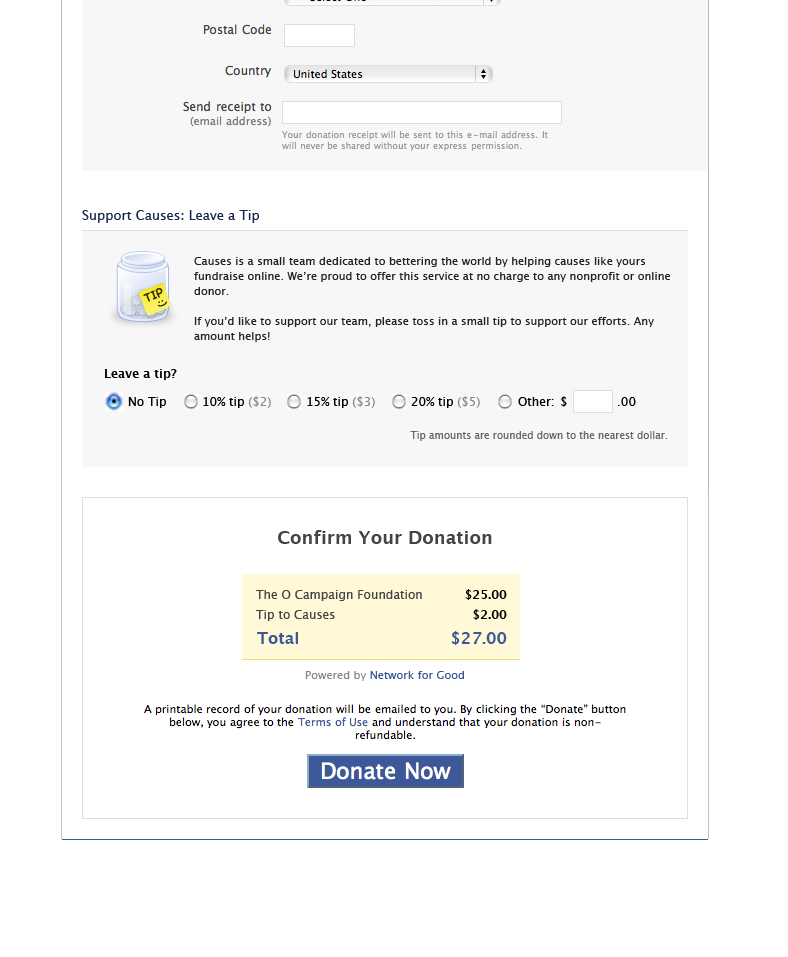 Postal Code
Country
United States
Send receipt to
(email address)
Your donation receipt will be sent to this e-mail address. It
will never be shared without your express permission.
Support Causes: Leave a Tip
Causes is a small team dedicated to bettering the world by helping causes like yours
fundraise online. We're proud to offer this service at no charge to any nonprofit or online
donor.
TIP
If you'd like to support our team, please toss in a small tip to support our efforts. Any
amount helps!
Leave a tip?
No Tip 10% tip ($2) 15% tip ($3) 20% tip ($5) Other: $ .00
Tip amounts are rounded down to the nearest dollar.
Confirm Your Donation
The O Campaign Foundation $25.00
Tip to Causes $2.00
Total $27.00
Powered by Network for Good
A printable record of your donation will be emailed to you. By clicking the “Donate” button
below, you agree to the Terms of Use and understand that your donation is non-
refundable.
Donate Now